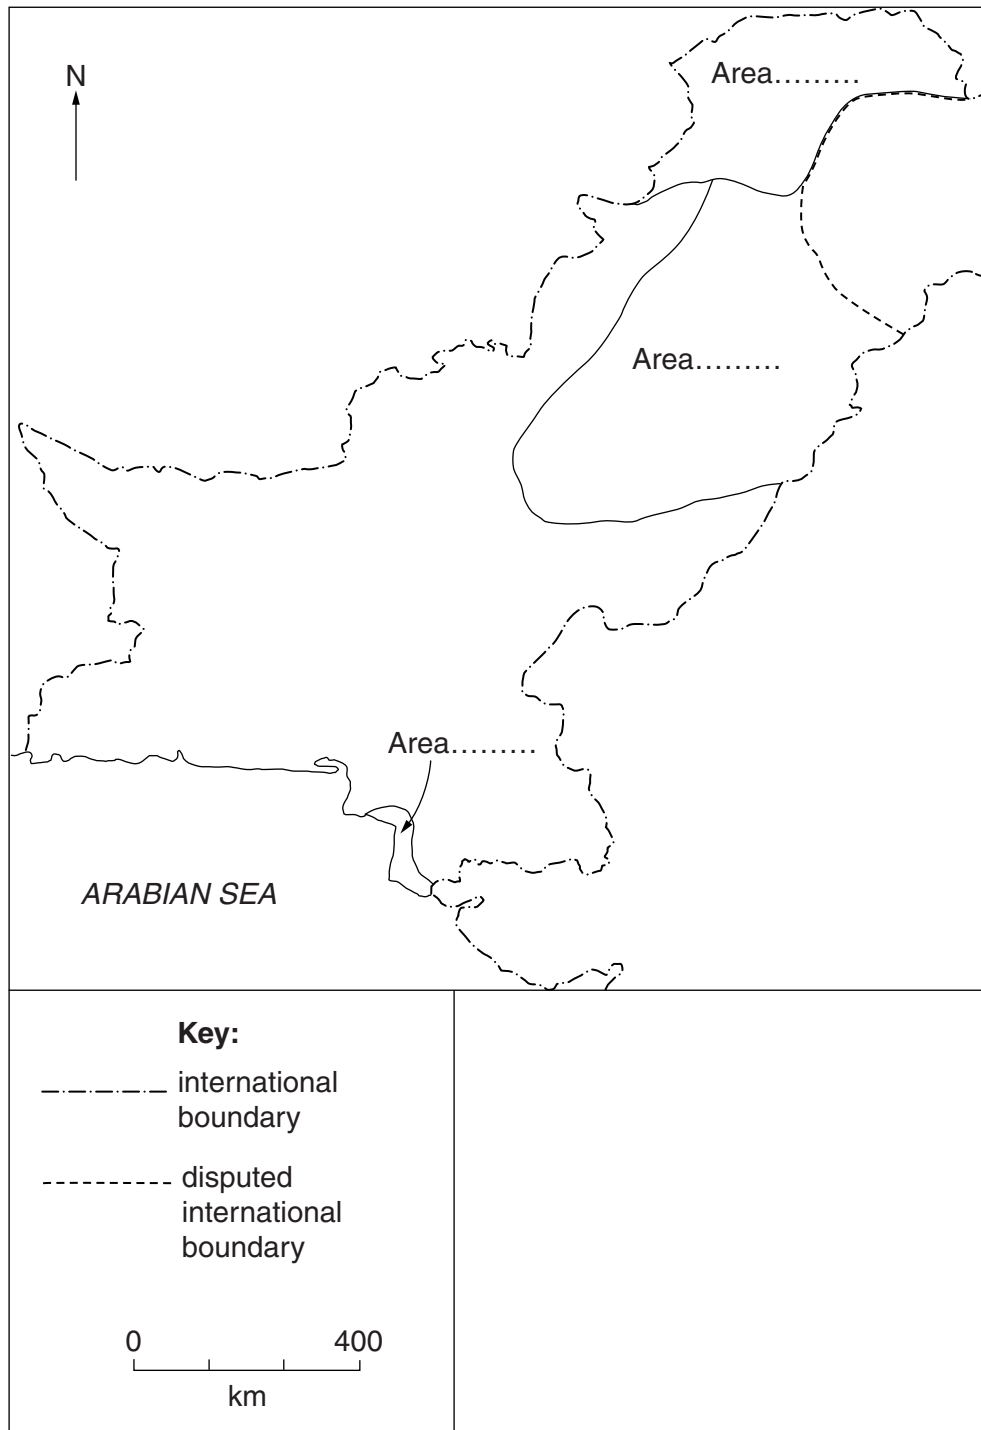 N
Area.........
Area.........
Area.........
ARABIAN SEA
Key:
international
boundary
disputed
international
boundary
0 400
km